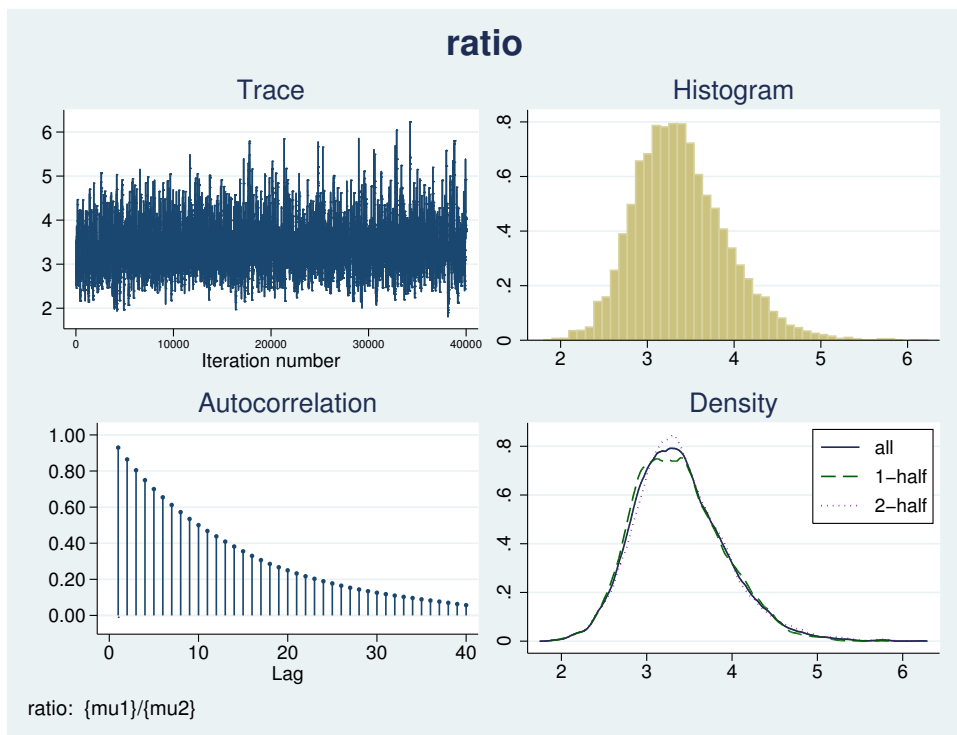 ratio
Trace
6
5
4
3
2
0 10000 20000 30000 40000
Iteration number
Histogram
.8
.6
.4
.2
0
2 3 4 5 6
Autocorrelation
1.00
0.80
0.60
0.40
0.20
0.00
0 10 20 30 40
Lag
Density
.8
.6
.4
.2
0
2 3 4 5 6
all
1-half
2-half
ratio: {mu1}/{mu2}